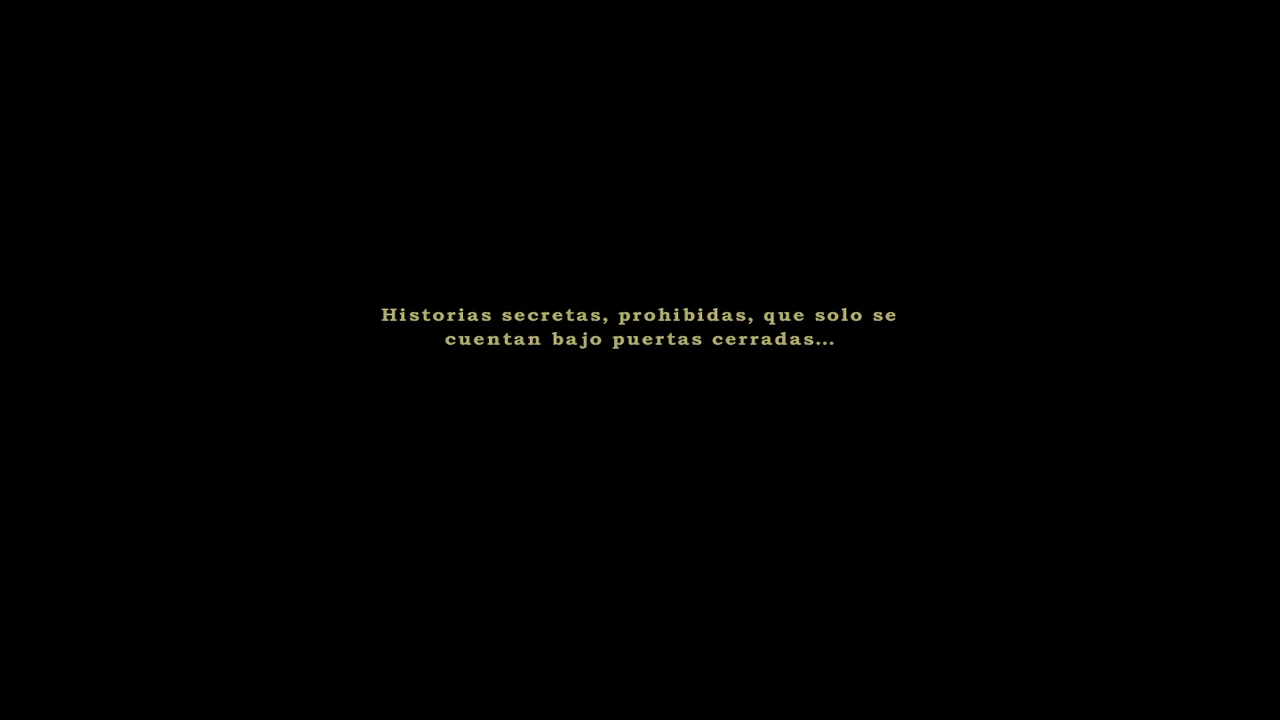 Historias secretas, prohibidas, que solo se
cuentan bajo puertas cerradas...